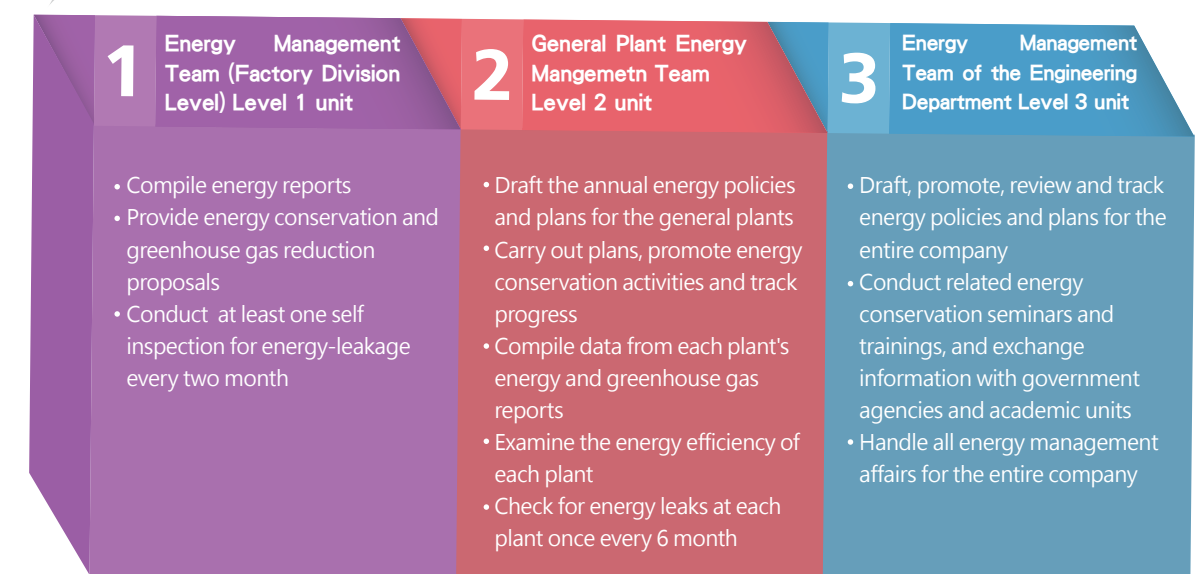 1
Energy Management
Team (Factory Division
Level) Level 1 unit
• Compile energy reports
• Provide energy conservation and
greenhouse gas reduction
proposals
• Conduct at least one self
inspection for energy-leakage
every two month
2
General Plant Energy
Mangemetn Team
Level 2 unit
• Draft the annual energy policies
and plans for the general plants
• Carry out plans, promote energy
conservation activities and track
progress
• Compile data from each plant's
energy and greenhouse gas
reports
• Examine the energy efficiency of
each plant
• Check for energy leaks at each
plant once every 6 month
3
Energy Management
Team of the Engineering
Department Level 3 unit
• Draft, promote, review and track
energy policies and plans for the
entire company
• Conduct related energy
conservation seminars and
trainings, and exchange
information with government
agencies and academic units
• Handle all energy management
affairs for the entire company